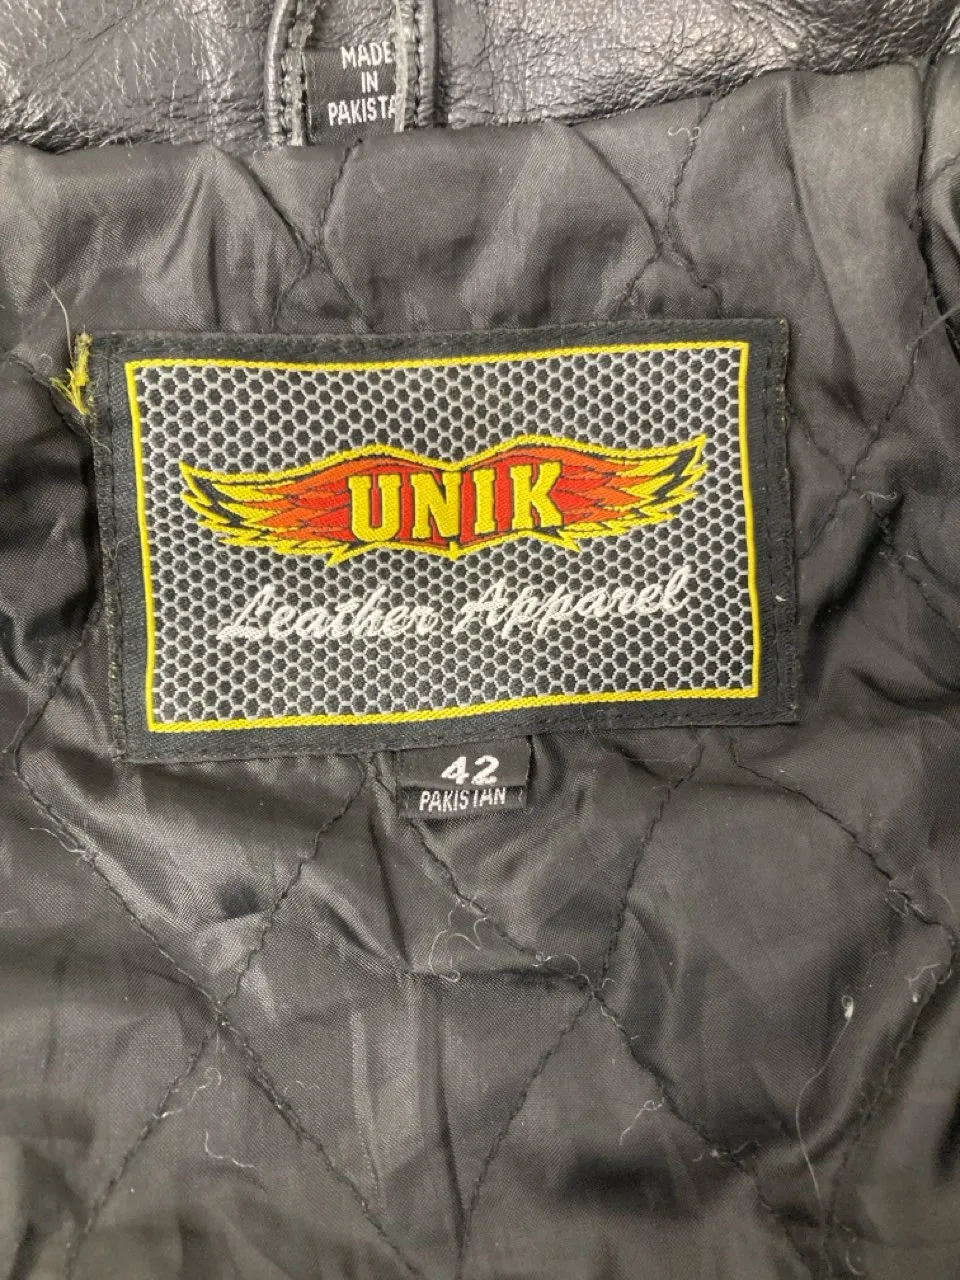 MADE
IN
PAKISTA
UNIK
Leather Apparel
42
PAKISTAN